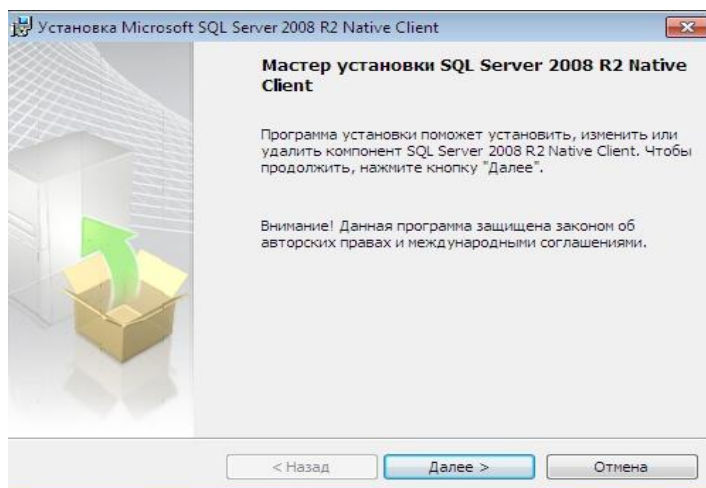 Установка Microsoft SQL Server 2008 R2 Native Client
Мастер установки SQL Server 2008 R2 Native
Client
Программа установки поможет установить, изменить или
удалить компонент SQL Server 2008 R2 Native Client. Чтобы
продолжить, нажмите кнопку "Далее".
Внимание! Данная программа защищена законом об
авторских правах и международными соглашениями.
< Назад
Далее >
Отмена